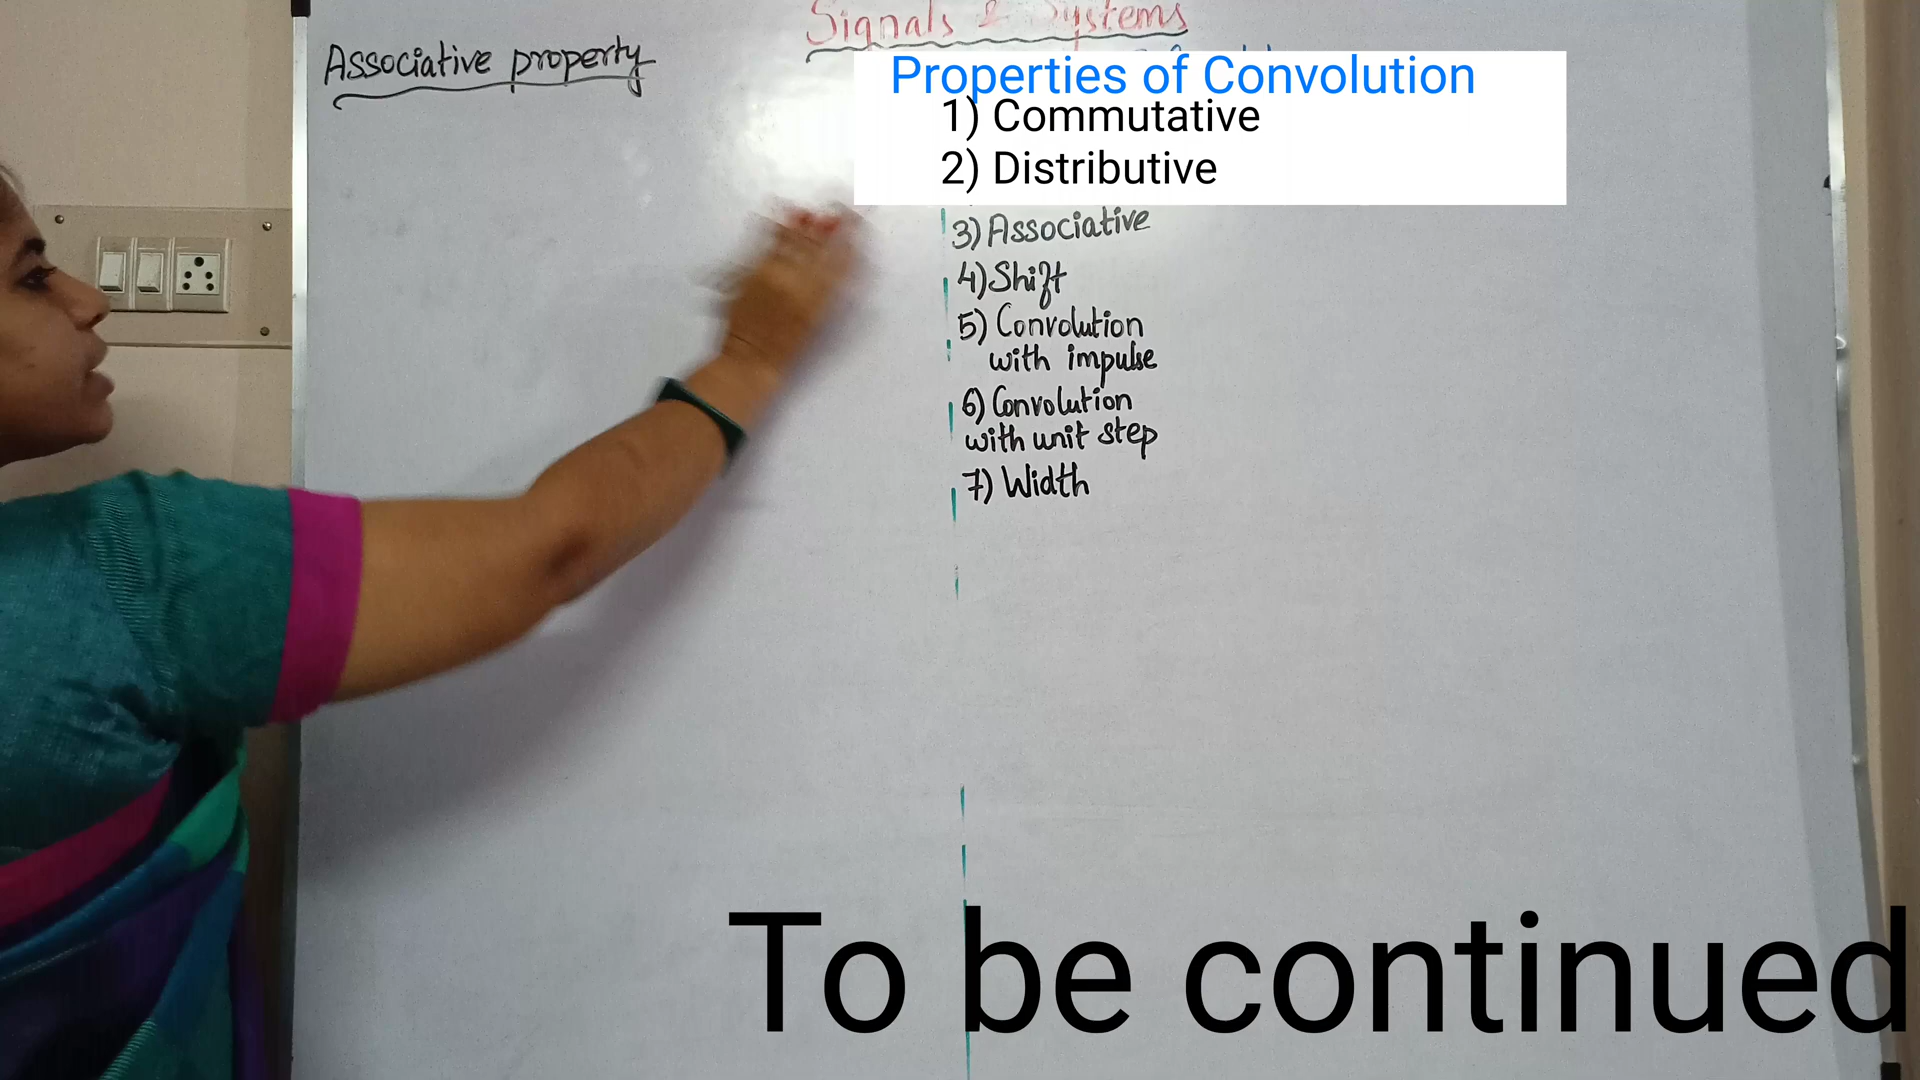 Signals & Systems
Associative property
Properties of Convolution
1) Commutative
2) Distributive
3) Associative
4) Shift
5) Convolution
with impulse
6) Convolution
with unit step
7) Width
To be continued